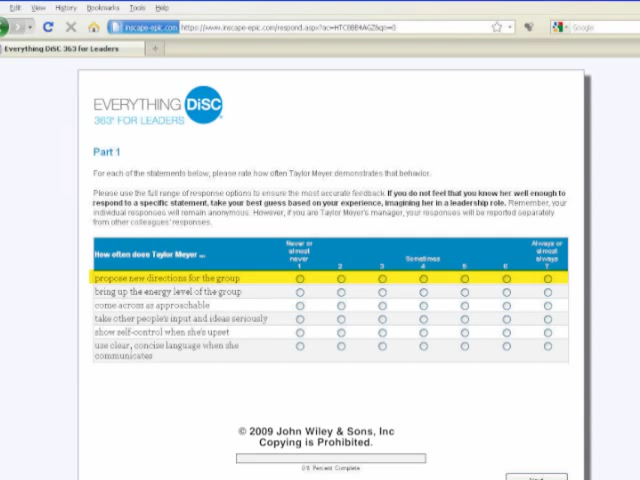 Edit View History Bookmarks Tools Help
inscape-epic.com
Google
Everything DiSC 363 for Leaders
EVERYTHING DiSC
363° FOR LEADERS
Part 1
For each of the statements below, please rate how often Taylor Meyer demonstrates that behavior.
Please use the full range of response options to ensure the most accurate feedback. If you do not feel that you know her well enough to
respond to a specific statement, take your best guess based on your experience, imagining her in a leadership role. Remember, your
individual responses will remain anonymous. However, if you are Taylor Meyer's manager, your responses will be reported separately
from other colleagues' responses.
How often does Taylor Meyer ... Never or almost never 1 2 3 Sometimes 4 5 6 Always or almost always 7
propose new directions for the group
bring up the energy level of the group
come across as approachable
take other people's input and ideas seriously
show self-control when she's upset
use clear, concise language when she
communicates
© 2009 John Wiley & Sons, Inc
Copying is Prohibited.
0% Percent Complete